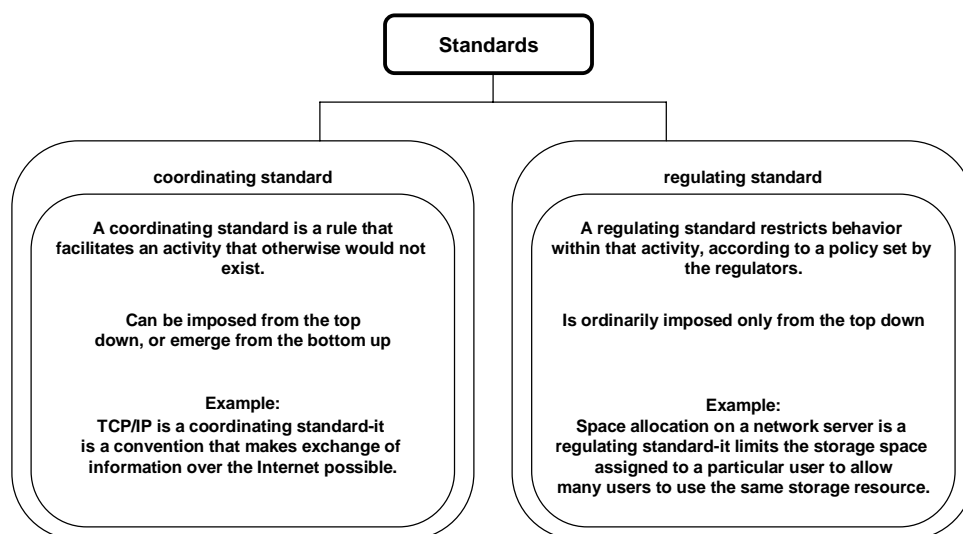 Standards
coordinating standard
A coordinating standard is a rule that
facilitates an activity that otherwise would not
exist.
Can be imposed from the top
down, or emerge from the bottom up
Example:
TCP/IP is a coordinating standard-it
is a convention that makes exchange of
information over the Internet possible.
regulating standard
A regulating standard restricts behavior
within that activity, according to a policy set by
the regulators.
Is ordinarily imposed only from the top down
Example:
Space allocation on a network server is a
regulating standard-it limits the storage space
assigned to a particular user to allow
many users to use the same storage resource.